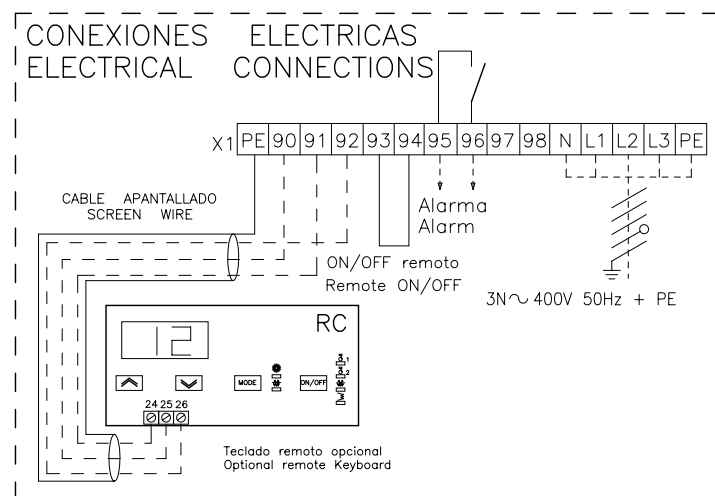 CONEXIONES ELECTRICAS
ELECTRICAL CONNECTIONS
X1 PE 90 91 92 93 94 95 96 97 98 N L1 L2 L3 PE
CABLE APANTALLADO
SCREEN WIRE
Alarma
Alarm
ON/OFF remoto
Remote ON/OFF
3N~ 400V 50Hz + PE
RC
12
MODE
ON/OFF
24 25 26
Teclado remoto opcional
Optional remote Keyboard